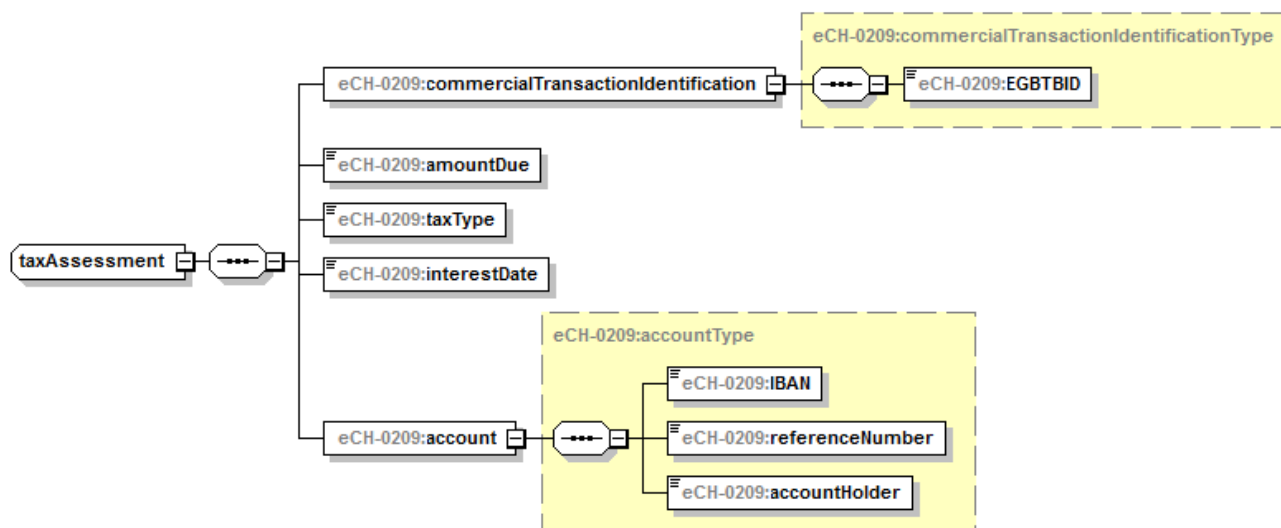 eCH-0209:commercialTransactionIdentificationType
eCH-0209:commercialTransactionIdentification
eCH-0209:EGBTBID
eCH-0209:amountDue
eCH-0209:taxType
taxAssessment
eCH-0209:interestDate
eCH-0209:accountType
eCH-0209:IBAN
eCH-0209:account
eCH-0209:referenceNumber
eCH-0209:accountHolder